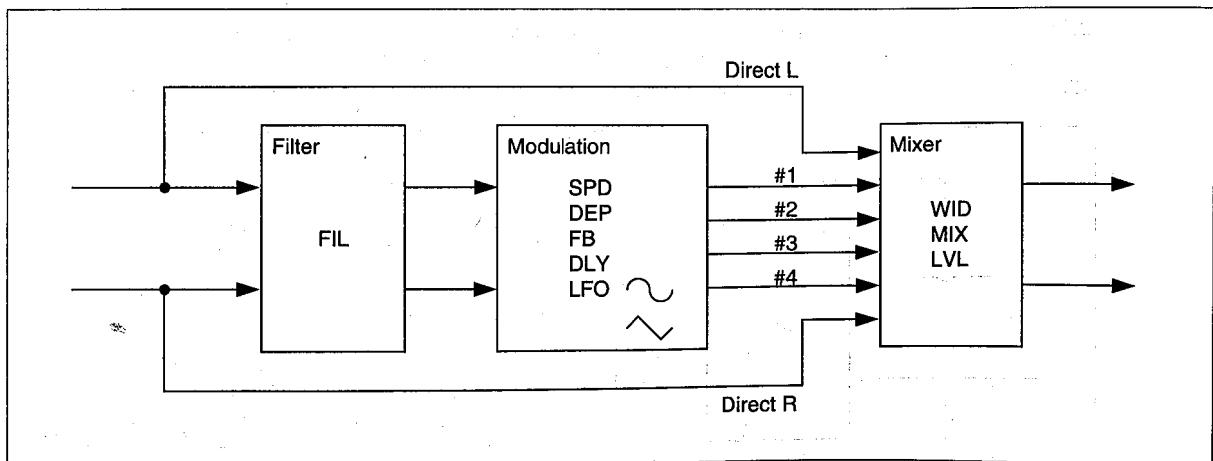 Direct L
Filter
FIL
Modulation
SPD
DEP
FB
DLY
LFO
#1
#2
#3
#4
Mixer
WID
MIX
LVL
Direct R